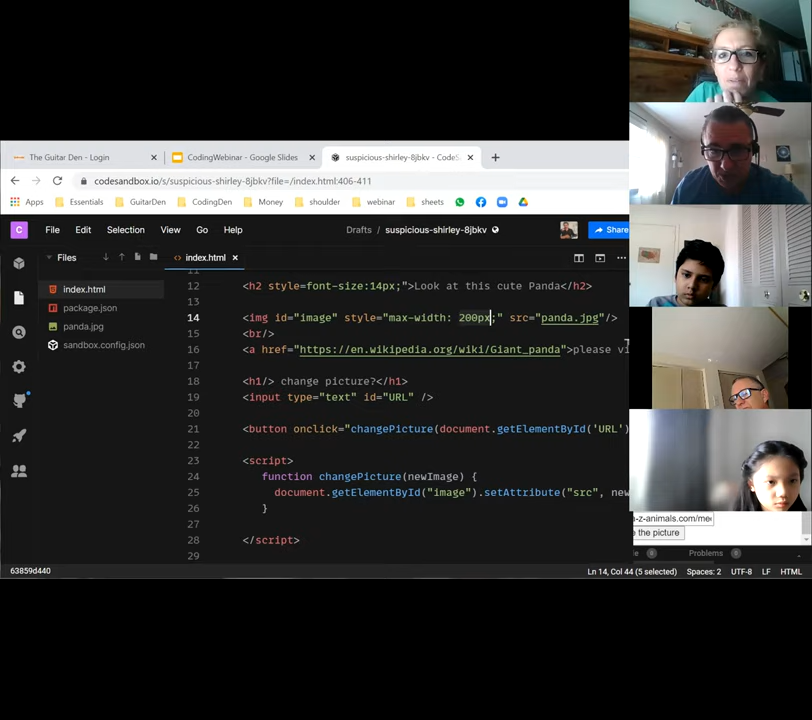 The Guitar Den - Login
CodingWebinar - Google Slides
suspicious-shirley-8jbkv - CodeS
codesandbox.io/s/suspicious-shirley-8jbkv?file=/index.html:406-411
Apps Essentials GuitarDen CodingDen Money shoulder webinar sheets
C File Edit Selection View Go Help Drafts / suspicious-shirley-8jbkv Share
Files index.html
11
index.html
package.json
panda.jpg
sandbox.config.json
12 <h2 style=font-size:14px;">Look at this cute Panda</h2>
13
14 <img id="image" style="max-width: 200px;" src="panda.jpg"/>
15 <br/>
16 <a href="https://en.wikipedia.org/wiki/Giant_panda">please vi
17
18 <h1/> change picture?</h1>
19 <input type="text" id="URL" />
20
21 <button onclick="changePicture(document.getElementById('URL')
22
23 <script>
24 function changePicture(newImage) {
25 document.getElementById("image").setAttribute("src", new
26 }
27
28 </script>
29
-z-animals.com/me
the picture
Problems 0
63859d440 Ln 14, Col 44 (5 selected) Spaces: 2 UTF-8 LF HTML